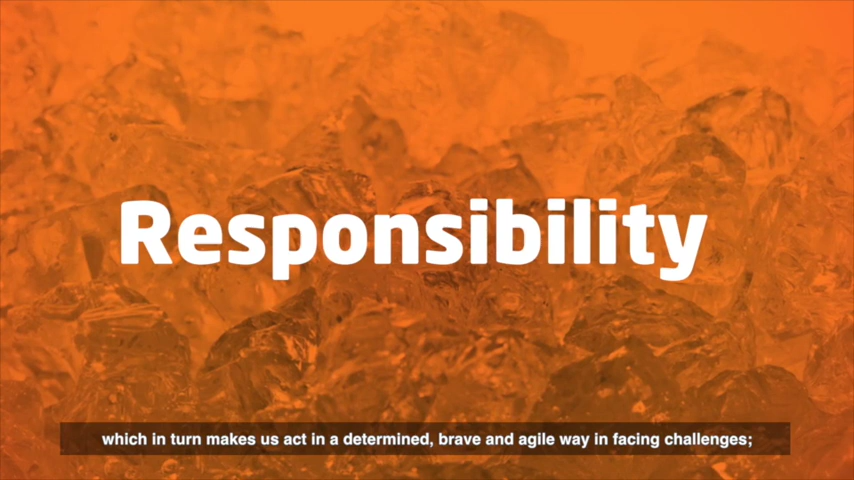 Responsibility
which in turn makes us act in a determined, brave and agile way in facing challenges;